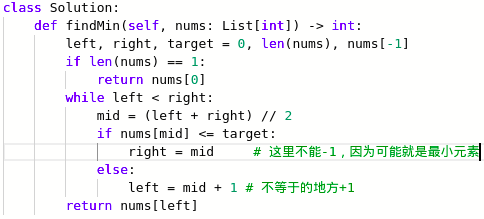 class Solution:
    def findMin(self, nums: List[int]) -> int:
        left, right, target = 0, len(nums), nums[-1]
        if len(nums) == 1:
            return nums[0]
        while left < right:
            mid = (left + right) // 2
            if nums[mid] <= target:
                right = mid     # 这里不能-1，因为可能就是最小元素
            else:
                left = mid + 1 # 不等于的地方+1
        return nums[left]